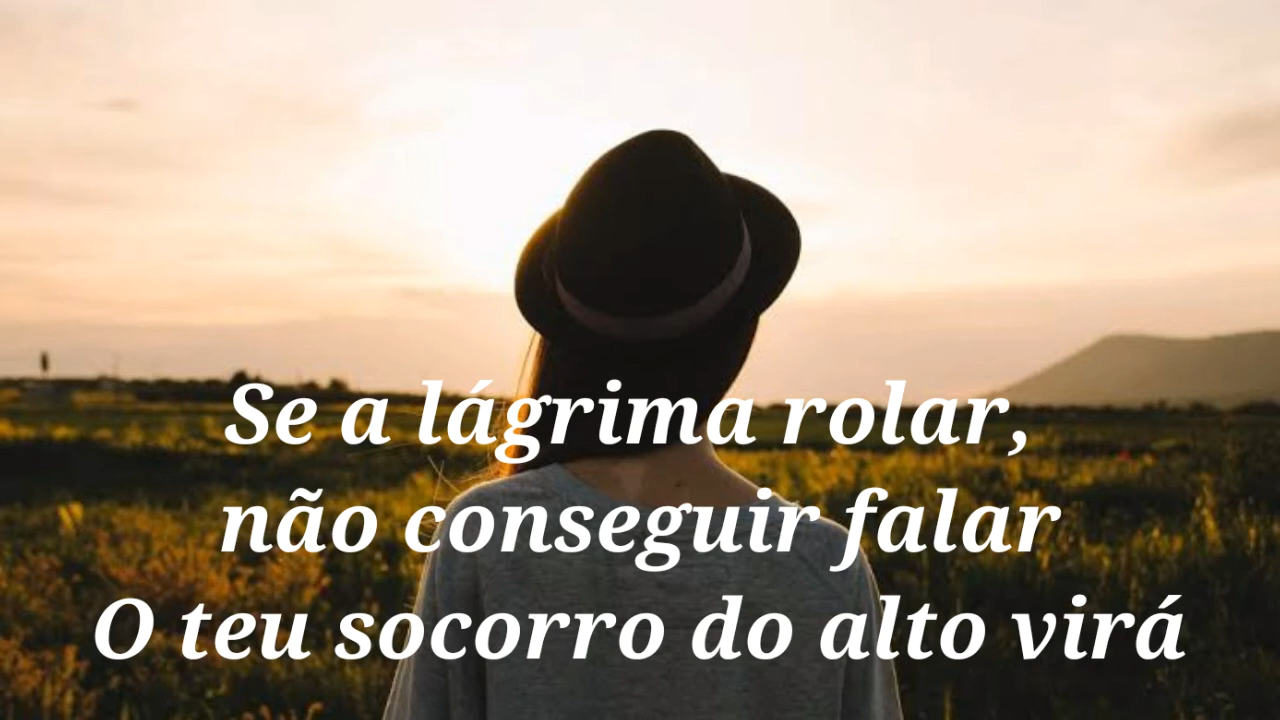 Se a lágrima rolar,
não conseguir falar
O teu socorro do alto virá